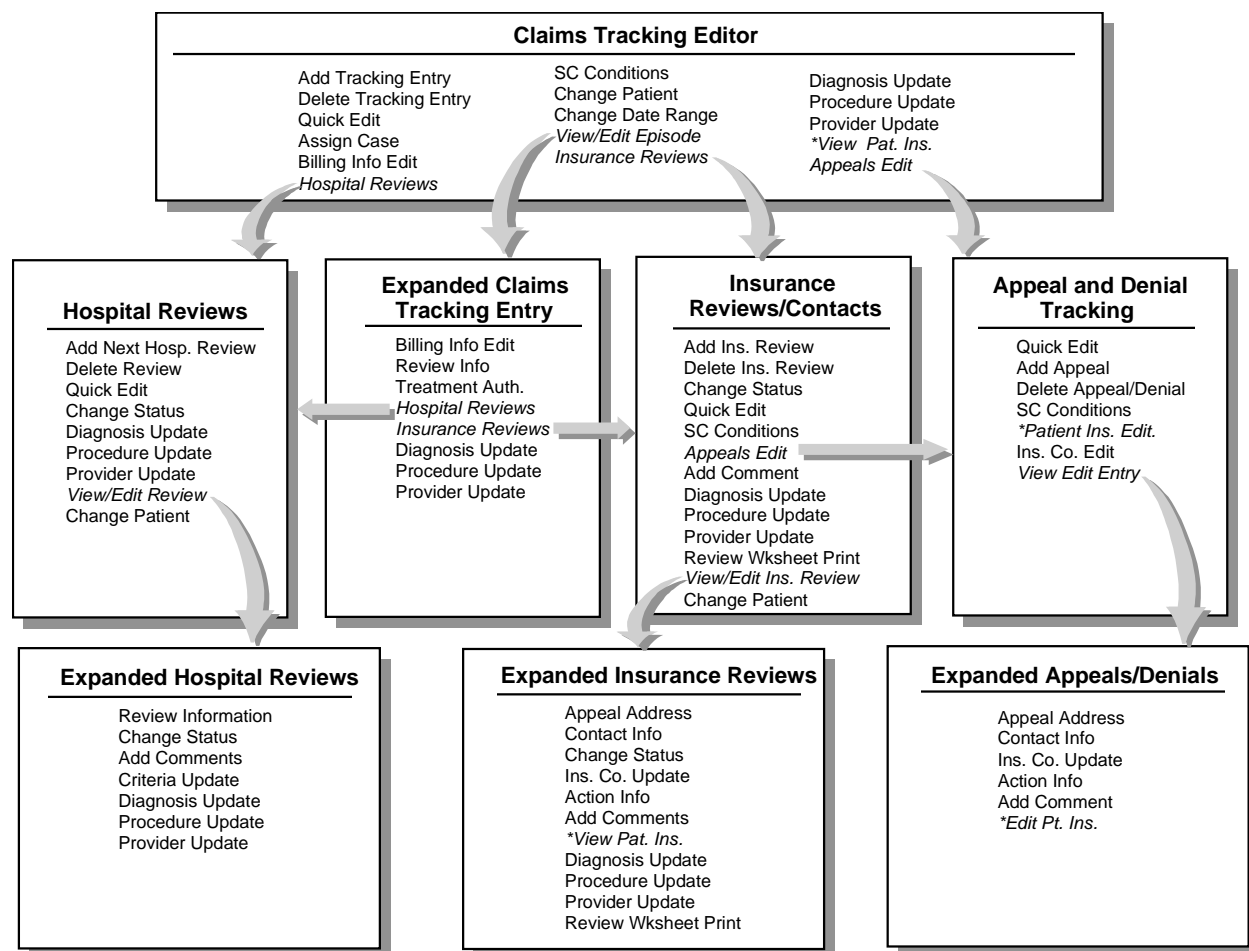 Claims Tracking Editor
Add Tracking Entry
Delete Tracking Entry
Quick Edit
Assign Case
Billing Info Edit
Hospital Reviews
SC Conditions
Change Patient
Change Date Range
View/Edit Episode
Insurance Reviews
Diagnosis Update
Procedure Update
Provider Update
*View Pat. Ins.
Appeals Edit
Hospital Reviews
Add Next Hosp. Review
Delete Review
Quick Edit
Change Status
Diagnosis Update
Procedure Update
Provider Update
View/Edit Review
Change Patient
Expanded Claims
Tracking Entry
Billing Info Edit
Review Info
Treatment Auth.
Hospital Reviews
Insurance Reviews
Diagnosis Update
Procedure Update
Provider Update
Insurance
Reviews/Contacts
Add Ins. Review
Delete Ins. Review
Change Status
Quick Edit
SC Conditions
Appeals Edit
Add Comment
Diagnosis Update
Procedure Update
Provider Update
Review Wksheet Print
View/Edit Ins. Review
Change Patient
Appeal and Denial
Tracking
Quick Edit
Add Appeal
Delete Appeal/Denial
SC Conditions
*Patient Ins. Edit.
Ins. Co. Edit
View Edit Entry
Expanded Hospital Reviews
Review Information
Change Status
Add Comments
Criteria Update
Diagnosis Update
Procedure Update
Provider Update
Expanded Insurance Reviews
Appeal Address
Contact Info
Change Status
Ins. Co. Update
Action Info
Add Comments
*View Pat. Ins.
Diagnosis Update
Procedure Update
Provider Update
Review Wksheet Print
Expanded Appeals/Denials
Appeal Address
Contact Info
Ins. Co. Update
Action Info
Add Comment
*Edit Pt. Ins.